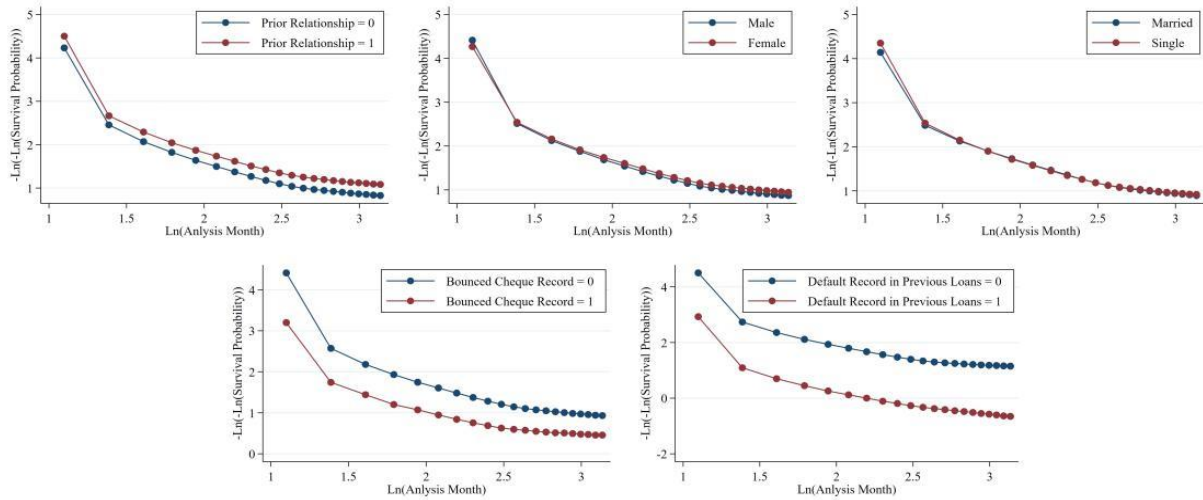 Prior Relationship = 0
Prior Relationship = 1
-Ln(-Ln(Survival Probability))
5
4
3
2
1
1
1.5
2
2.5
3
Ln(Anlysis Month)
Male
Female
-Ln(-Ln(Survival Probability))
5
4
3
2
1
1
1.5
2
2.5
3
Ln(Anlysis Month)
Married
Single
-Ln(-Ln(Survival Probability))
5
4
3
2
1
1
1.5
2
2.5
3
Ln(Anlysis Month)
Bounced Cheque Record = 0
Bounced Cheque Record = 1
-Ln(-Ln(Survival Probability))
4
3
2
1
0
1
1.5
2
2.5
3
Ln(Anlysis Month)
Default Record in Previous Loans = 0
Default Record in Previous Loans = 1
-Ln(-Ln(Survival Probability))
4
2
0
-2
1
1.5
2
2.5
3
Ln(Anlysis Month)